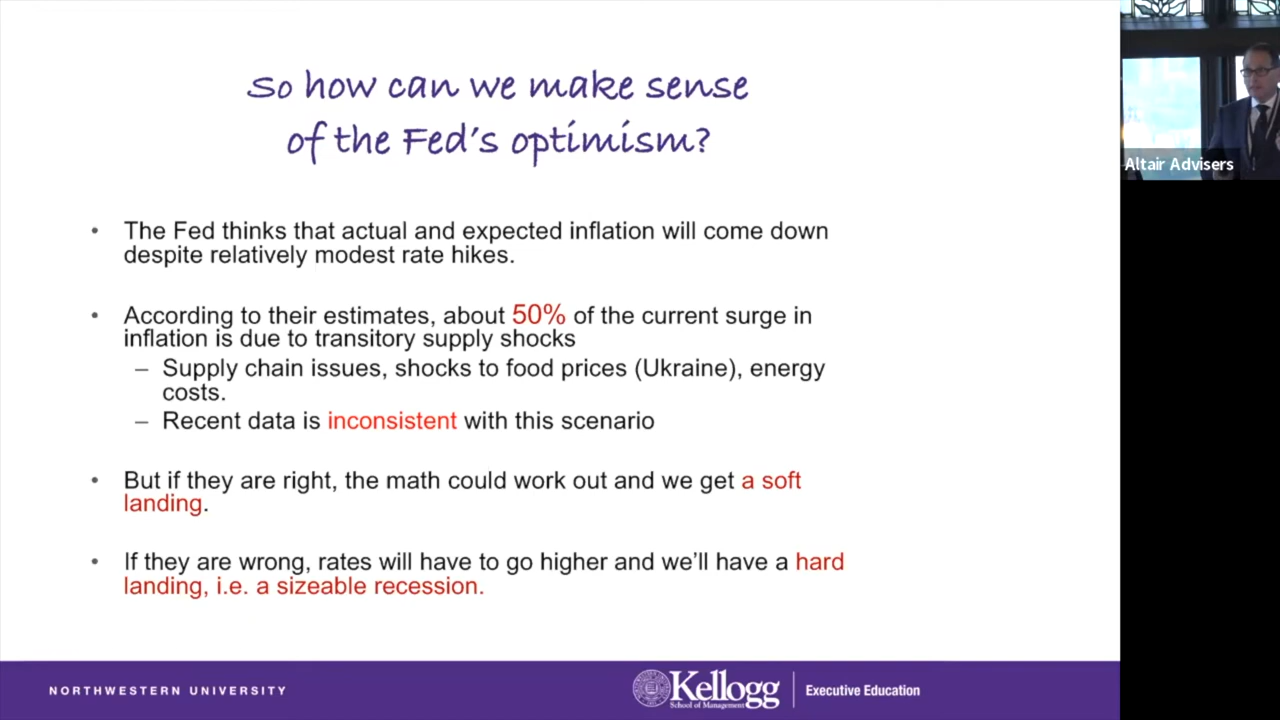 So how can we make sense
of the Fed's optimism?
• The Fed thinks that actual and expected inflation will come down
despite relatively modest rate hikes.
• According to their estimates, about 50% of the current surge in
inflation is due to transitory supply shocks
– Supply chain issues, shocks to food prices (Ukraine), energy
costs.
– Recent data is inconsistent with this scenario
• But if they are right, the math could work out and we get a soft
landing.
• If they are wrong, rates will have to go higher and we'll have a hard
landing, i.e. a sizeable recession.
NORTHWESTERN UNIVERSITY
Kellogg
School of Management
Executive Education
Altair Advisers